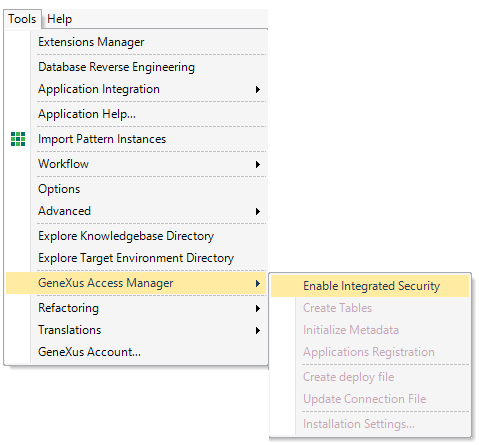 Tools Help
Extensions Manager
Database Reverse Engineering
Application Integration
Application Help...
Import Pattern Instances
Workflow
Options
Advanced
Explore Knowledgebase Directory
Explore Target Environment Directory
GeneXus Access Manager
Refactoring
Translations
GeneXus Account...
Enable Integrated Security
Create Tables
Initialize Metadata
Applications Registration
Create deploy file
Update Connection File
Installation Settings...